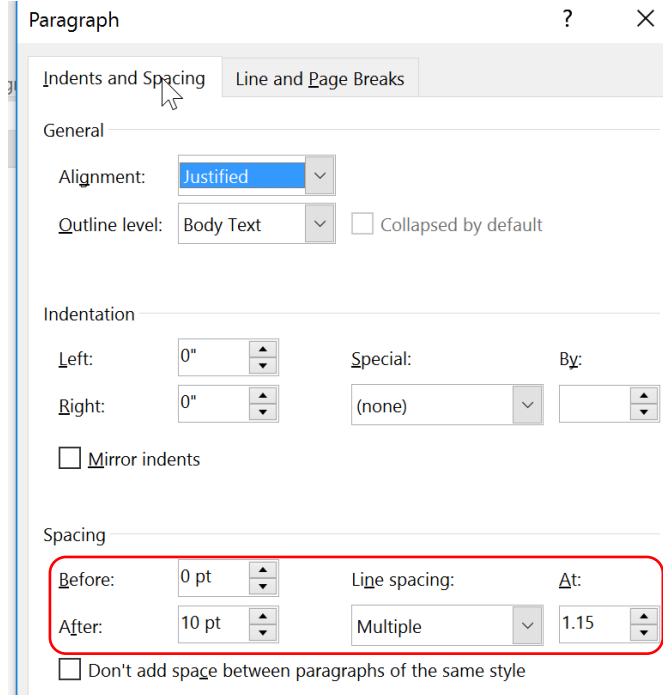 Paragraph ? ✕
Indents and Spacing Line and Page Breaks
General
Alignment: Justified
Outline level: Body Text Collapsed by default
Indentation
Left: 0" Special: By:
Right: 0" (none)
Mirror indents
Spacing
Before: 0 pt Line spacing: At:
After: 10 pt Multiple 1.15
Don't add space between paragraphs of the same style